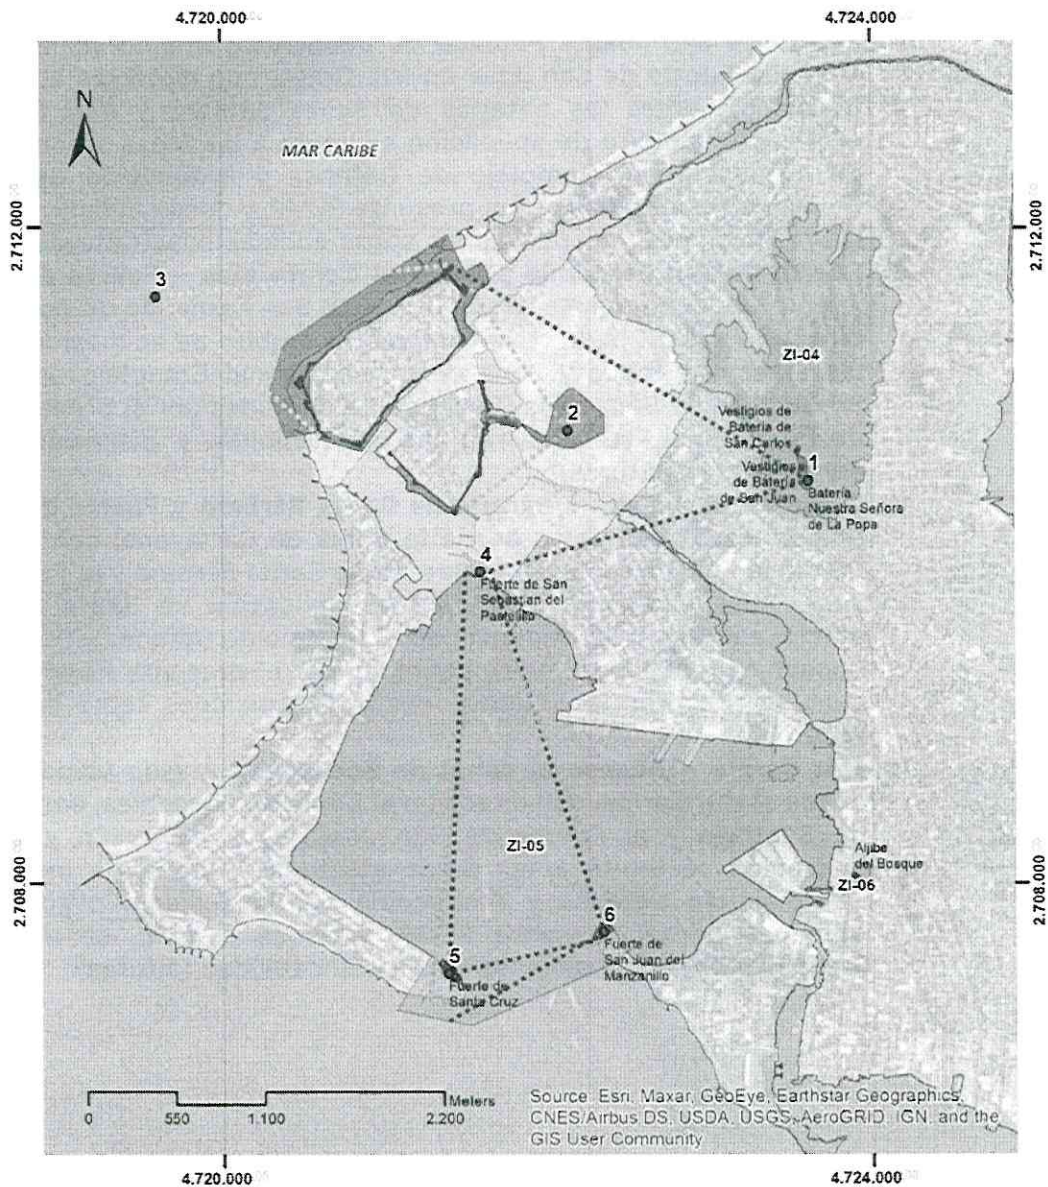 4.720.000
4.724.000
N
MAR CARIBE
2.712.000
2.712.000
3
ZI-04
2
Vestigios de
Batería de
San Carlos
1
Vestigios
de Batería
de San Juan
Batería
Nuestra Señora
de La Popa
4
Fuerte de San
Sebastian del
Pastelillo
ZI-05
Aljibe
del Bosque
ZI-06
2.708.000
2.708.000
6
Fuerte de
San Juan del
Manzanillo
5
Fuerte de
Santa Cruz
Meters
0 550 1.100 2.200
Source: Esri, Maxar, GeoEye, Earthstar Geographics,
CNES/Airbus DS, USDA, USGS, AeroGRID, IGN, and the
GIS User Community
4.720.000
4.724.000